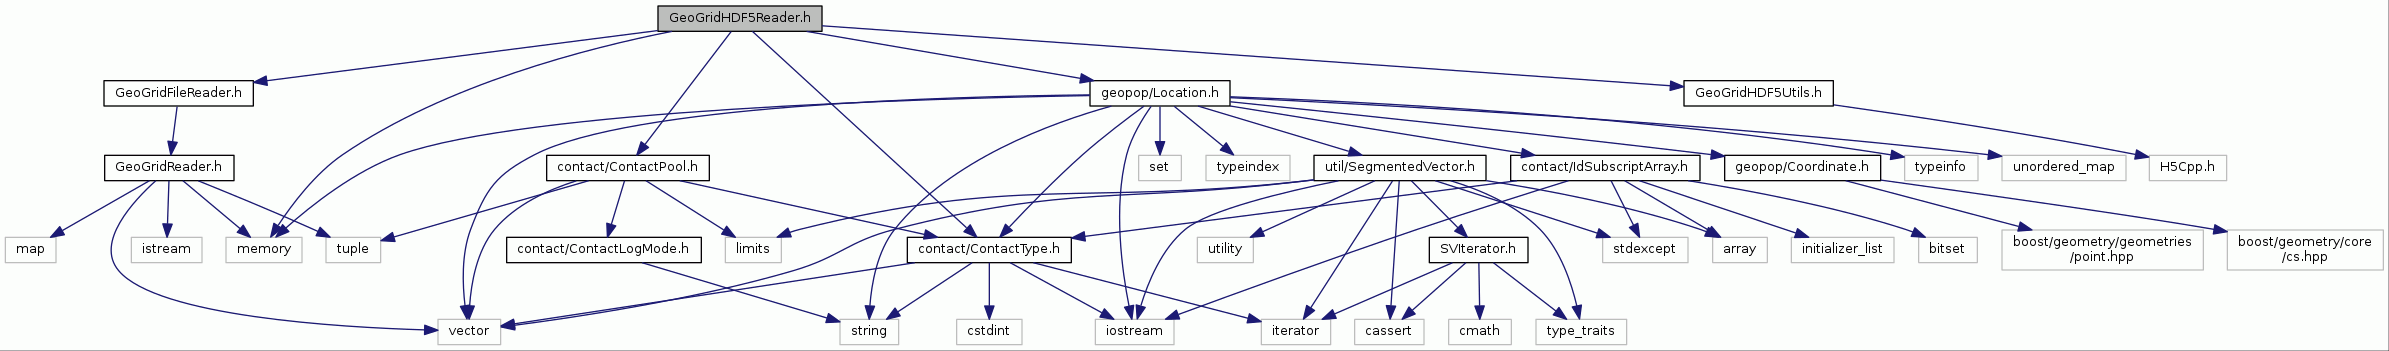 GeoGridHDF5Reader.h
GeoGridFileReader.h
geopop/Location.h
GeoGridHDF5Utils.h
GeoGridReader.h
contact/ContactPool.h
set
typeindex
util/SegmentedVector.h
contact/IdSubscriptArray.h
geopop/Coordinate.h
typeinfo
unordered_map
H5Cpp.h
map
istream
memory
tuple
contact/ContactLogMode.h
limits
contact/ContactType.h
utility
SVIterator.h
stdexcept
array
initializer_list
bitset
boost/geometry/geometries
/point.hpp
boost/geometry/core
/cs.hpp
vector
string
cstdint
iostream
iterator
cassert
cmath
type_traits